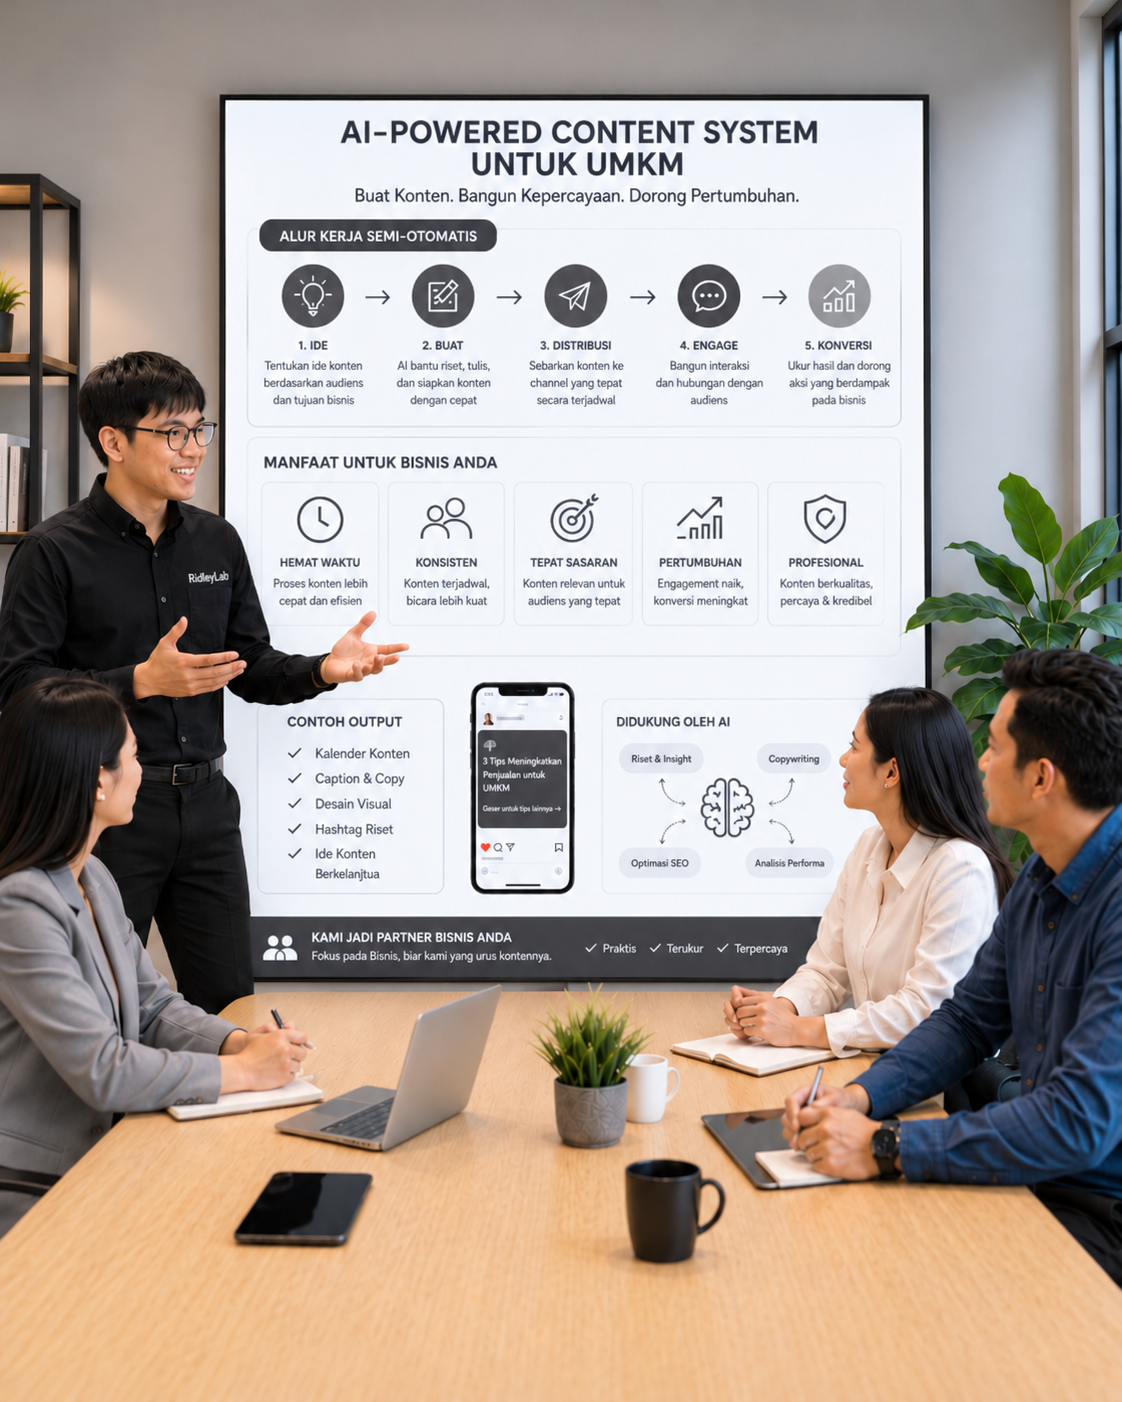 AI-POWERED CONTENT SYSTEM
UNTUK UMKM
Buat Konten. Bangun Kepercayaan. Dorong Pertumbuhan.
ALUR KERJA SEMI-OTOMATIS
1. IDE
Tentukan ide konten
berdasarkan audiens
dan tujuan bisnis
2. BUAT
AI bantu riset, tulis,
dan siapkan konten
dengan cepat
3. DISTRIBUSI
Sebarkan konten ke
channel yang tepat
secara terjadwal
4. ENGAGE
Bangun interaksi
dan hubungan dengan
audiens
5. KONVERSI
Ukur hasil dan dorong
aksi yang berdampak
pada bisnis
MANFAAT UNTUK BISNIS ANDA
HEMAT WAKTU
Proses konten lebih
cepat dan efisien
KONSISTEN
Konten terjadwal,
bicara lebih kuat
TEPAT SASARAN
Konten relevan untuk
audiens yang tepat
PERTUMBUHAN
Engagement naik,
konversi meningkat
PROFESIONAL
Konten berkualitas,
percaya & kredibel
RidleyLab
CONTOH OUTPUT
Kalender Konten
Caption & Copy
Desain Visual
Hashtag Riset
Ide Konten
Berkelanjtua
3 Tips Meningkatkan
Penjualan untuk
UMKM
Geser untuk tips lainnya →
DIDUKUNG OLEH AI
Riset & Insight
Copywriting
Optimasi SEO
Analisis Performa
KAMI JADI PARTNER BISNIS ANDA
Fokus pada Bisnis, biar kami yang urus kontennya.
Praktis
Terukur
Terpercaya